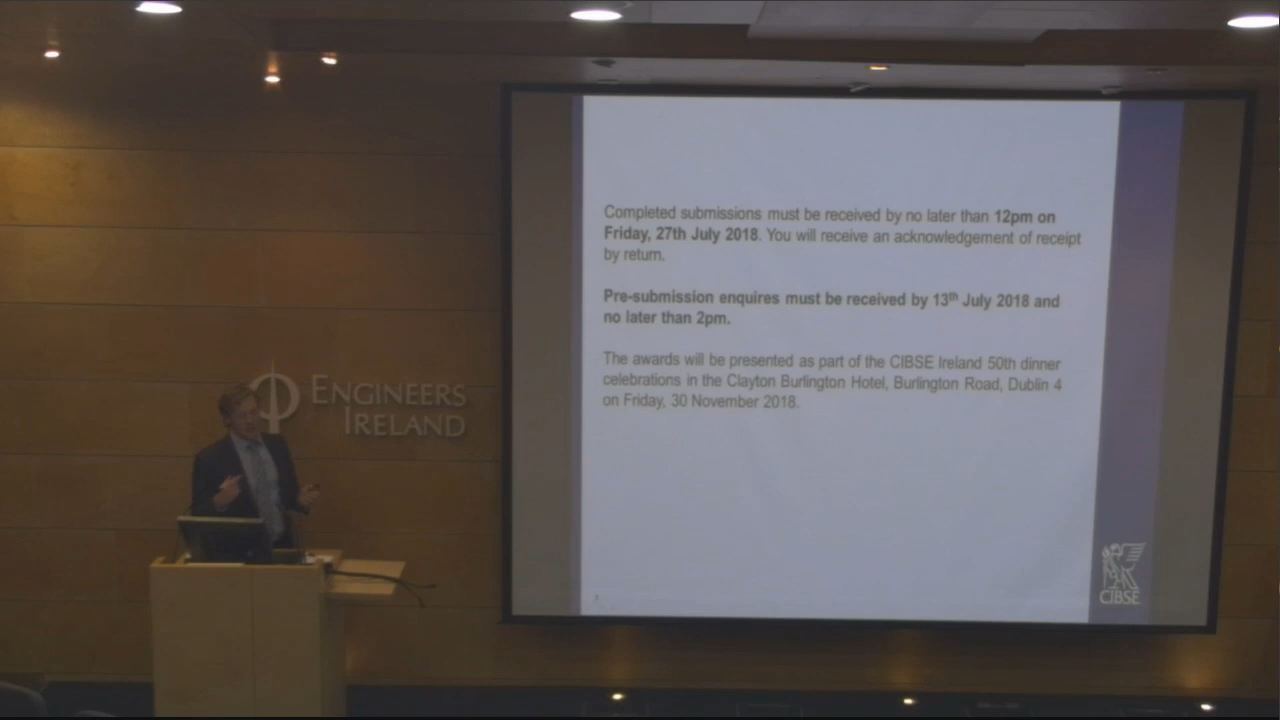 Completed submissions must be received by no later than 12pm on
Friday, 27th July 2018. You will receive an acknowledgement of receipt
by return.
Pre-submission enquires must be received by 13th July 2018 and
no later than 2pm.
The awards will be presented as part of the CIBSE Ireland 50th dinner
celebrations in the Clayton Burlington Hotel, Burlington Road, Dublin 4
on Friday, 30 November 2018.
ENGINEERS
IRELAND
CIBSE